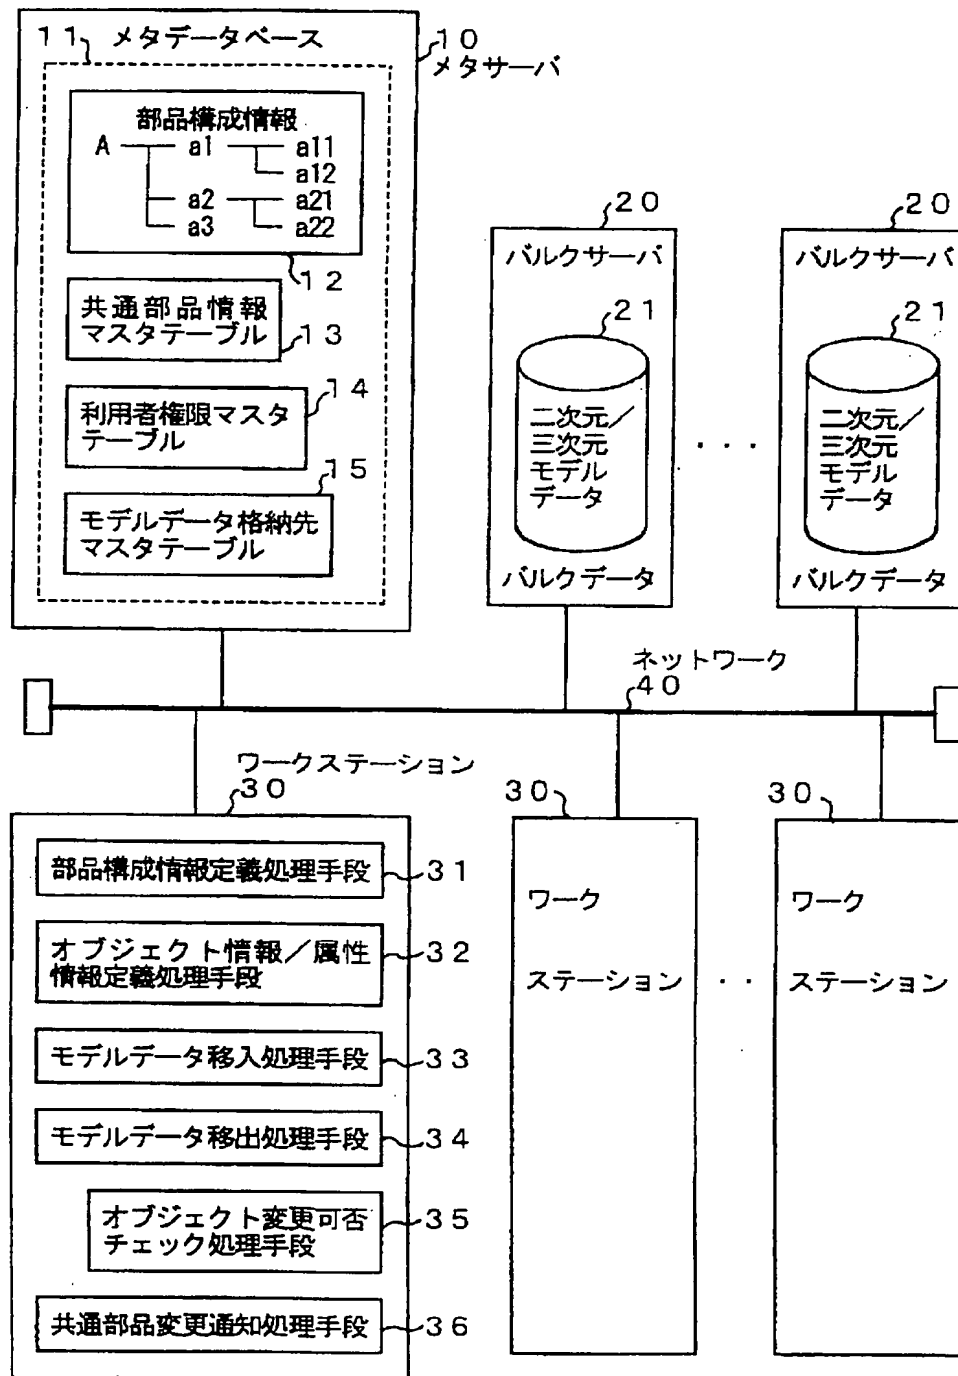 11 メタデータベース
10
メタサーバ
部品構成情報
A a1 a11
a12
a2 a21
a3 a22
12
共通部品情報
マスタテーブル
13
14
利用者権限マスタ
テーブル
15
モデルデータ格納先
マスタテーブル
20
バルクサーバ
21
二次元/
三次元
モデル
データ
バルクデータ
・・・
20
バルクサーバ
21
二次元/
三次元
モデル
データ
バルクデータ
ネットワーク
40
ワークステーション
30
部品構成情報定義処理手段
31
オブジェクト情報/属性
情報定義処理手段
32
モデルデータ移入処理手段
33
モデルデータ移出処理手段
34
オブジェクト変更可否
チェック処理手段
35
共通部品変更通知処理手段
36
30
ワーク
ステーション
・・
30
ワーク
ステーション